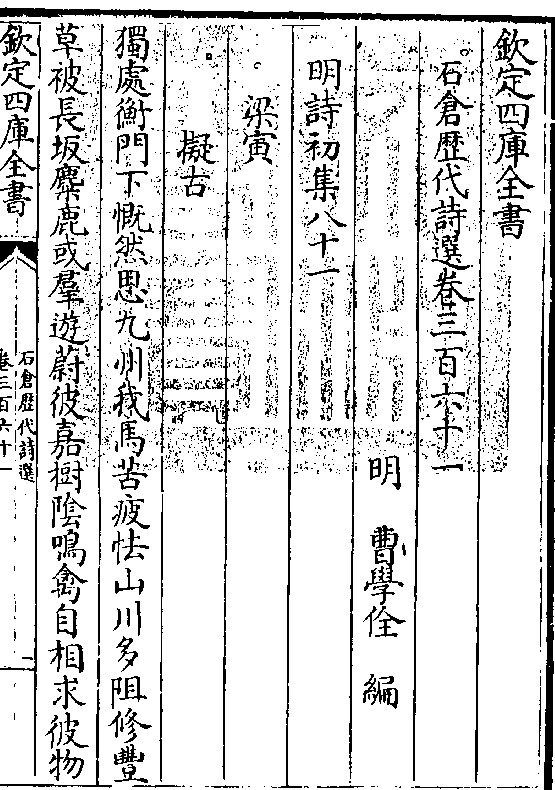 欽定四庫全書
石倉歴代詩選卷三百六十一
明 曹學佺 編
明詩初集八十一
梁寅
擬古
獨處衡門下慨然思九州我馬苦疲怯山川多阻修豐
草被長坂麋鹿或羣遊蔚彼嘉樹陰鳴禽自相求彼物
欽定四庫全書
石倉歴代詩選
卷三百六十一
一